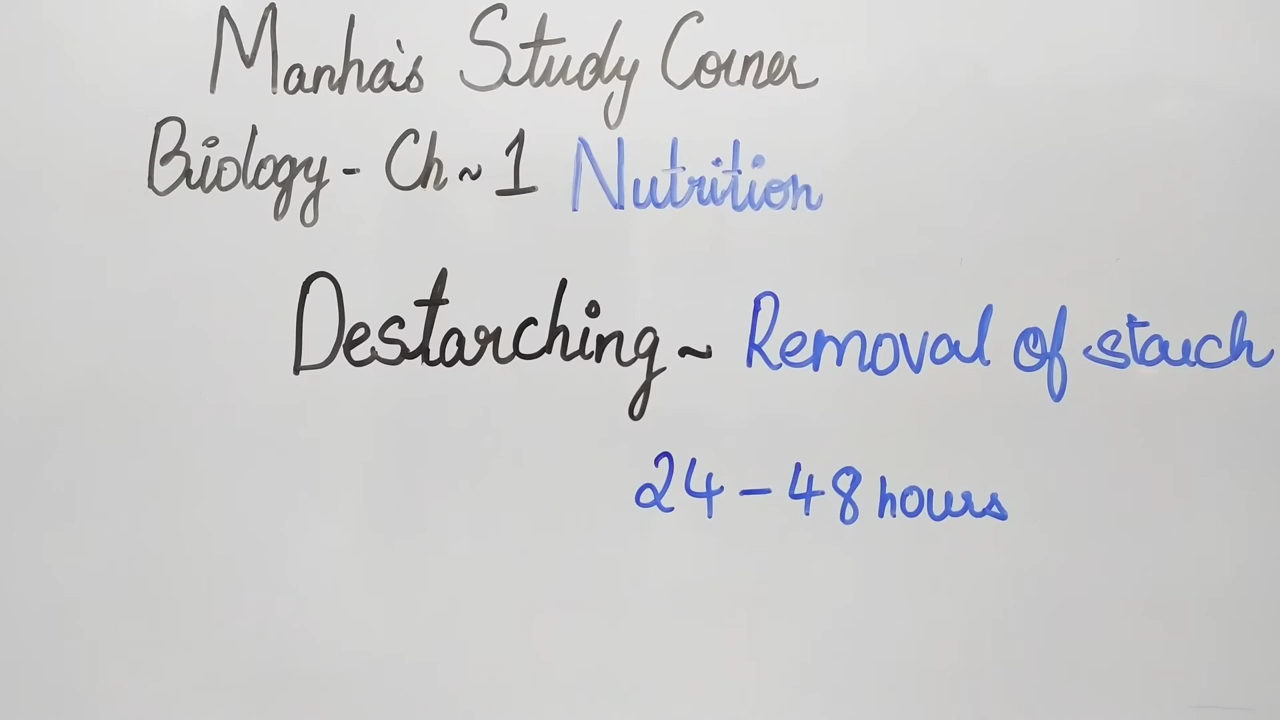 Manha's Study Corner
Biology - Ch ~ 1 Nutrition
Destarching ~ Removal of starch
24 - 48 hours